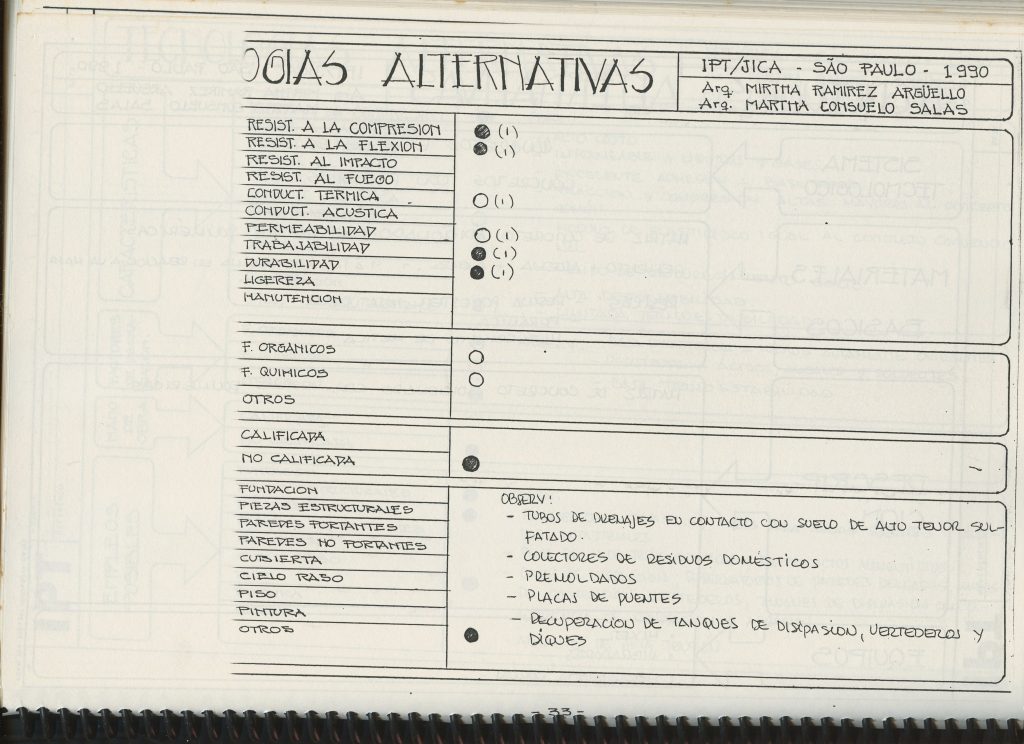 OGIAS ALTERNATIVAS
IPT/JICA - SÃO PAULO - 1990
Arq. MIRTHA RAMIREZ ARGÜELLO
Arq. MARTHA CONSUELO SALAS
RESIST. A LA COMPRESION ● (1)
RESIST. A LA FLEXION ● (1)
RESIST. AL IMPACTO
RESIST. AL FUEGO
CONDUCT. TERMICA ○ (1)
CONDUCT. ACUSTICA
PERMEABILIDAD ○ (1)
TRABAJABILIDAD ● (1)
DURABILIDAD ● (1)
LIGEREZA
MANUTENCION
F. ORGANICOS ○
F. QUIMICOS ○
OTROS
CALIFICADA
NO CALIFICADA ●
FUNDACION
PIEZAS ESTRUCTURALES
PAREDES PORTANTES
PAREDES NO PORTANTES
CUBIERTA
CIELO RASO
PISO
PINTURA
OTROS ●
OBSERV:
- TUBOS DE DRENAJES EN CONTACTO CON SUELO DE ALTO TENOR SUL-
FATADO.
- COLECTORES DE RESIDUOS DOMÉSTICOS
- PREMOLDADOS
- PLACAS DE PUENTES
- RECUPERACION DE TANQUES DE DISIPASION, VERTEDEROS Y
DIQUES
- 33 -